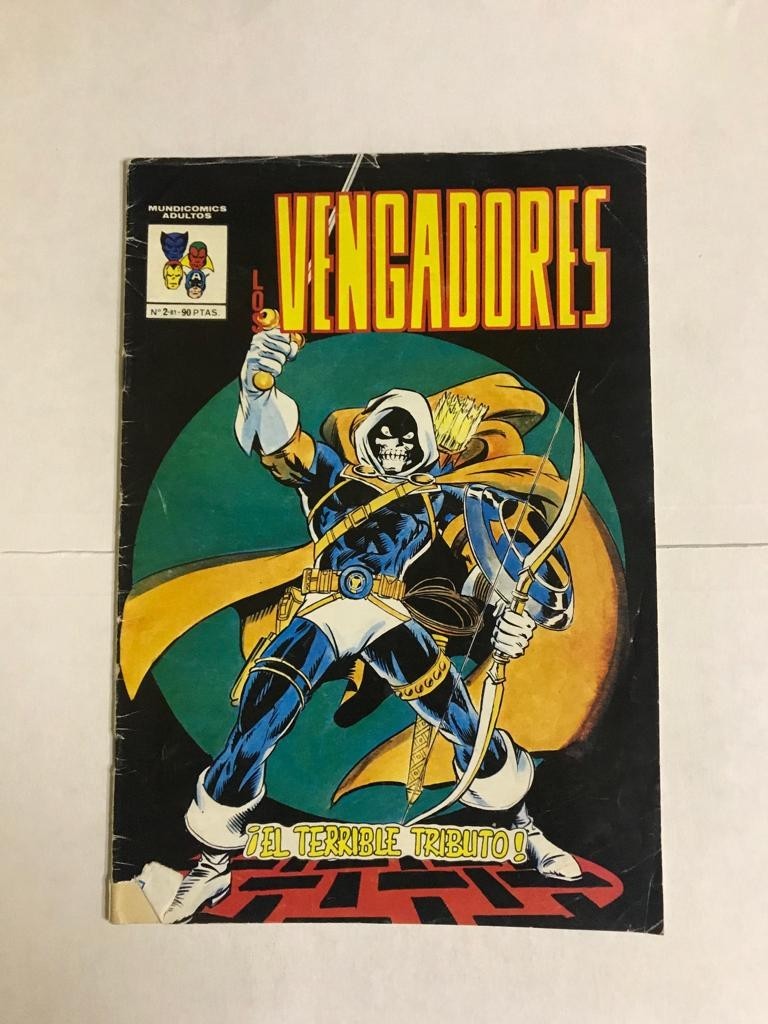 MUNDICOMICS
ADULTOS
Nº 2-81-90 PTAS.
LOS
VENGADORES
¡EL TERRIBLE TRIBUTO!